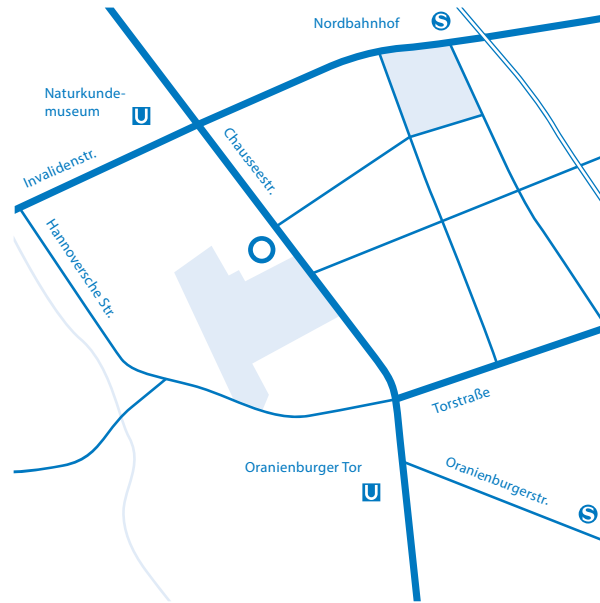 Nordbahnhof
S
Naturkunde-
museum
U
Chausseestr.
Invalidenstr.
Hannoversche Str.
Torstraße
Oranienburger Tor
U
Oranienburgerstr.
S